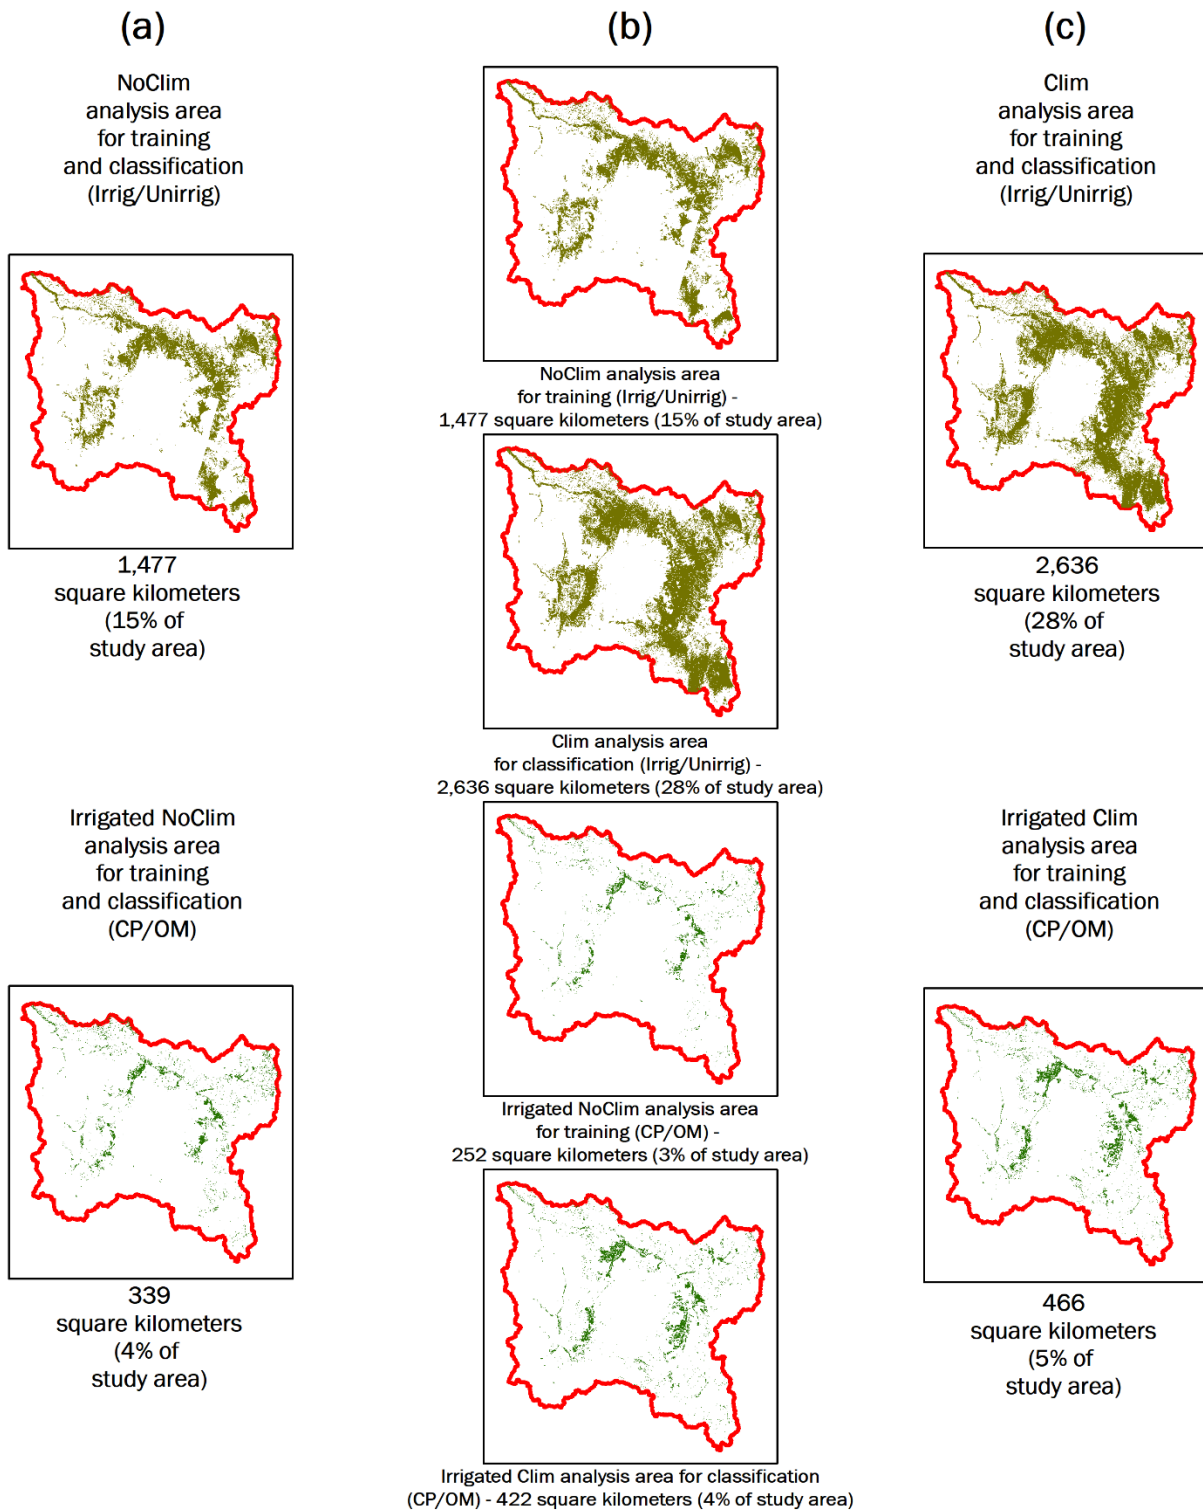 (a)
NoClim
analysis area
for training
and classification
(Irrig/Unirrig)
1,477
square kilometers
(15% of
study area)
Irrigated NoClim
analysis area
for training
and classification
(CP/OM)
339
square kilometers
(4% of
study area)
(b)
NoClim analysis area
for training (Irrig/Unirrig) -
1,477 square kilometers (15% of study area)
Clim analysis area
for classification (Irrig/Unirrig) -
2,636 square kilometers (28% of study area)
Irrigated NoClim analysis area
for training (CP/OM) -
252 square kilometers (3% of study area)
Irrigated Clim analysis area for classification
(CP/OM) - 422 square kilometers (4% of study area)
(c)
Clim
analysis area
for training
and classification
(Irrig/Unirrig)
2,636
square kilometers
(28% of
study area)
Irrigated Clim
analysis area
for training
and classification
(CP/OM)
466
square kilometers
(5% of
study area)